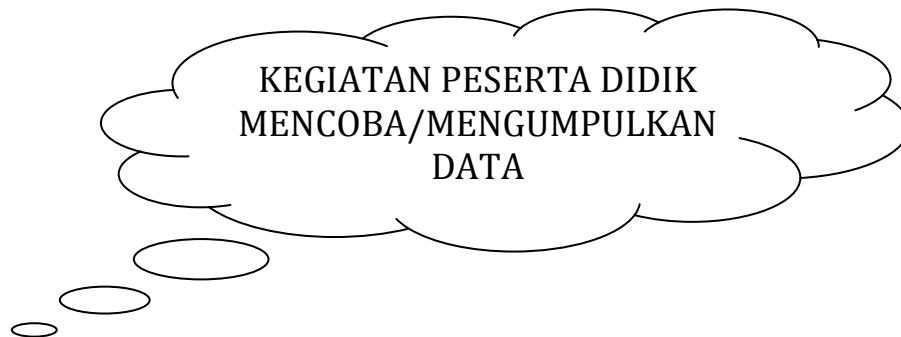 KEGIATAN PESERTA DIDIK
MENCOBA/MENGUMPULKAN
DATA